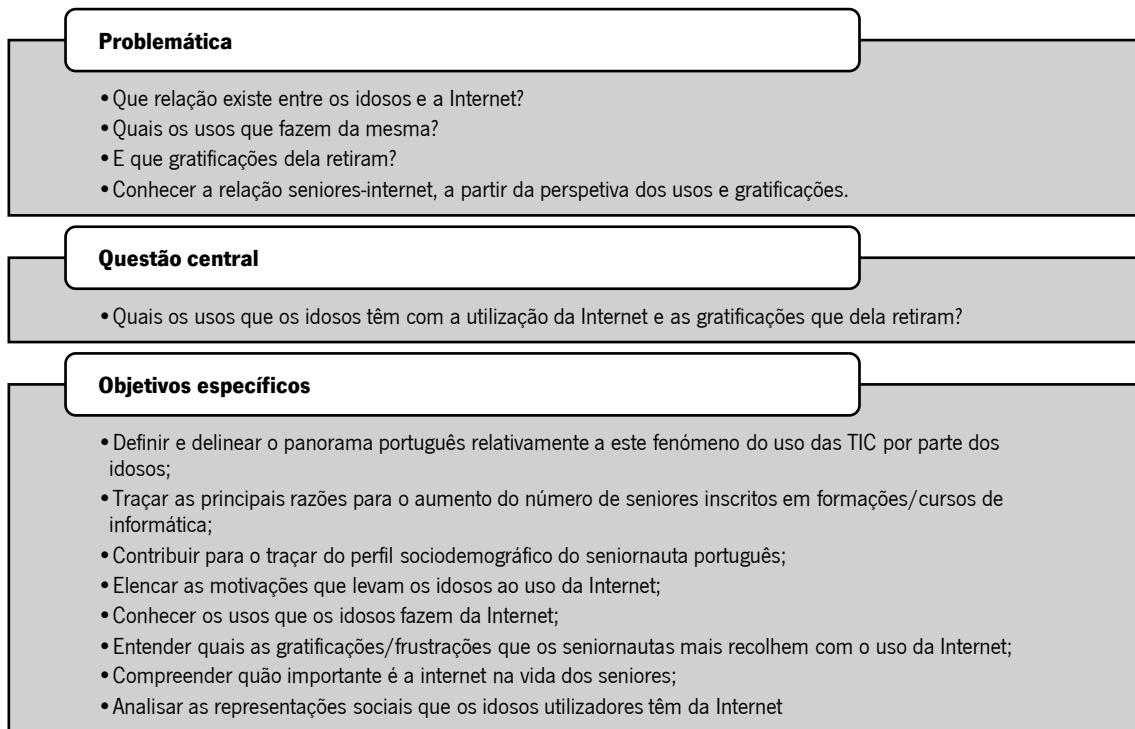 Problemática
•Que relação existe entre os idosos e a Internet?
•Quais os usos que fazem da mesma?
•E que gratificações dela retiram?
•Conhecer a relação seniores-internet, a partir da perspetiva dos usos e gratificações.
Questão central
•Quais os usos que os idosos têm com a utilização da Internet e as gratificações que dela retiram?
Objetivos específicos
•Definir e delinear o panorama português relativamente a este fenómeno do uso das TIC por parte dos
idosos;
•Traçar as principais razões para o aumento do número de seniores inscritos em formações/cursos de
informática;
•Contribuir para o traçar do perfil sociodemográfico do seniornauta português;
•Elencar as motivações que levam os idosos ao uso da Internet;
•Conhecer os usos que os idosos fazem da Internet;
•Entender quais as gratificações/frustrações que os seniornautas mais recolhem com o uso da Internet;
•Compreender quão importante é a internet na vida dos seniores;
•Analisar as representações sociais que os idosos utilizadores têm da Internet